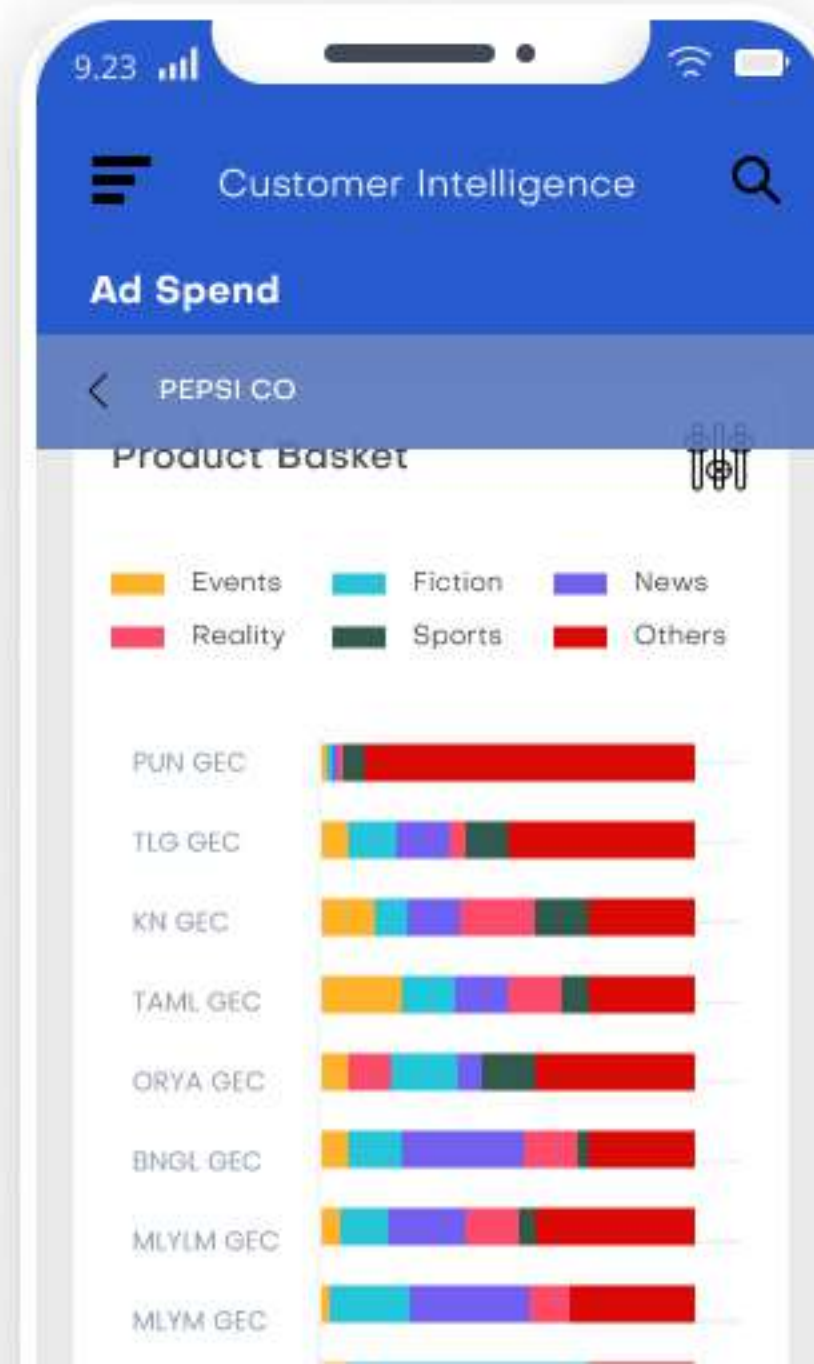 9.23
Customer Intelligence
Ad Spend
PEPSI CO
Product Basket
Events Fiction News
Reality Sports Others
PUN GEC
TLG GEC
KN GEC
TAML GEC
ORYA GEC
BNGL GEC
MLYLM GEC
MLYM GEC